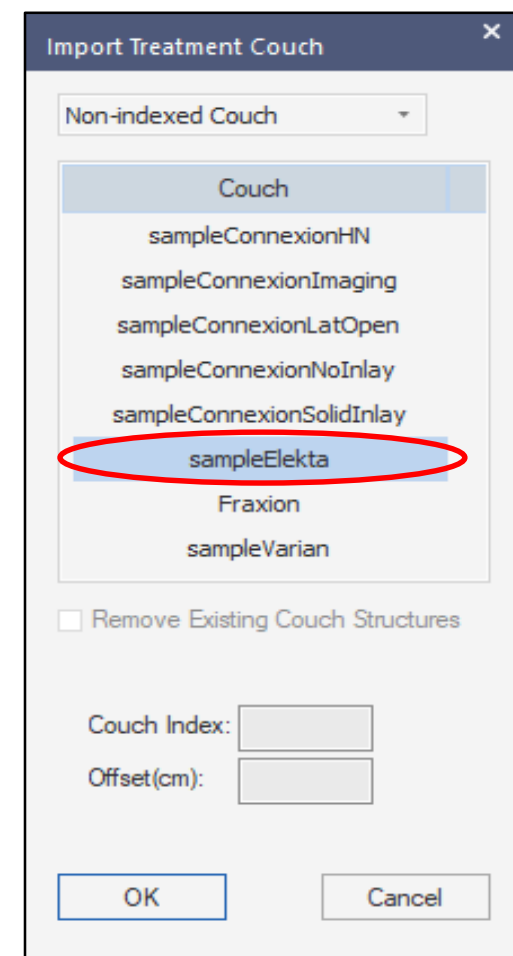 Import Treatment Couch
Non-indexed Couch
Couch
sampleConnexionHN
sampleConnexionImaging
sampleConnexionLatOpen
sampleConnexionNoInlay
sampleConnexionSolidInlay
sampleElekta
Fraxion
sampleVarian
Remove Existing Couch Structures
Couch Index:
Offset(cm):
OK Cancel